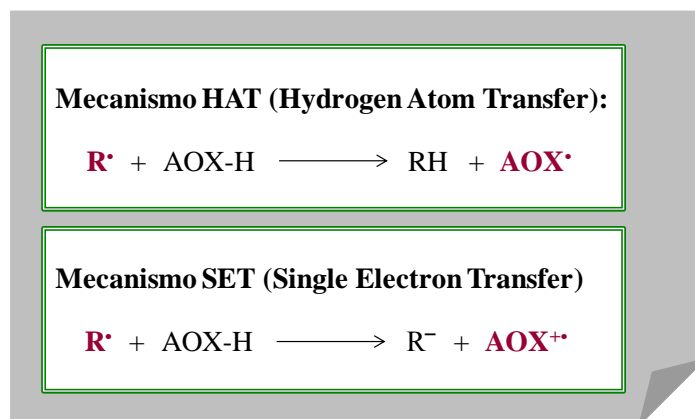 Mecanismo HAT (Hydrogen Atom Transfer):
R• + AOX-H ⟶ RH + AOX•
Mecanismo SET (Single Electron Transfer)
R• + AOX-H ⟶ R⁻ + AOX⁺•